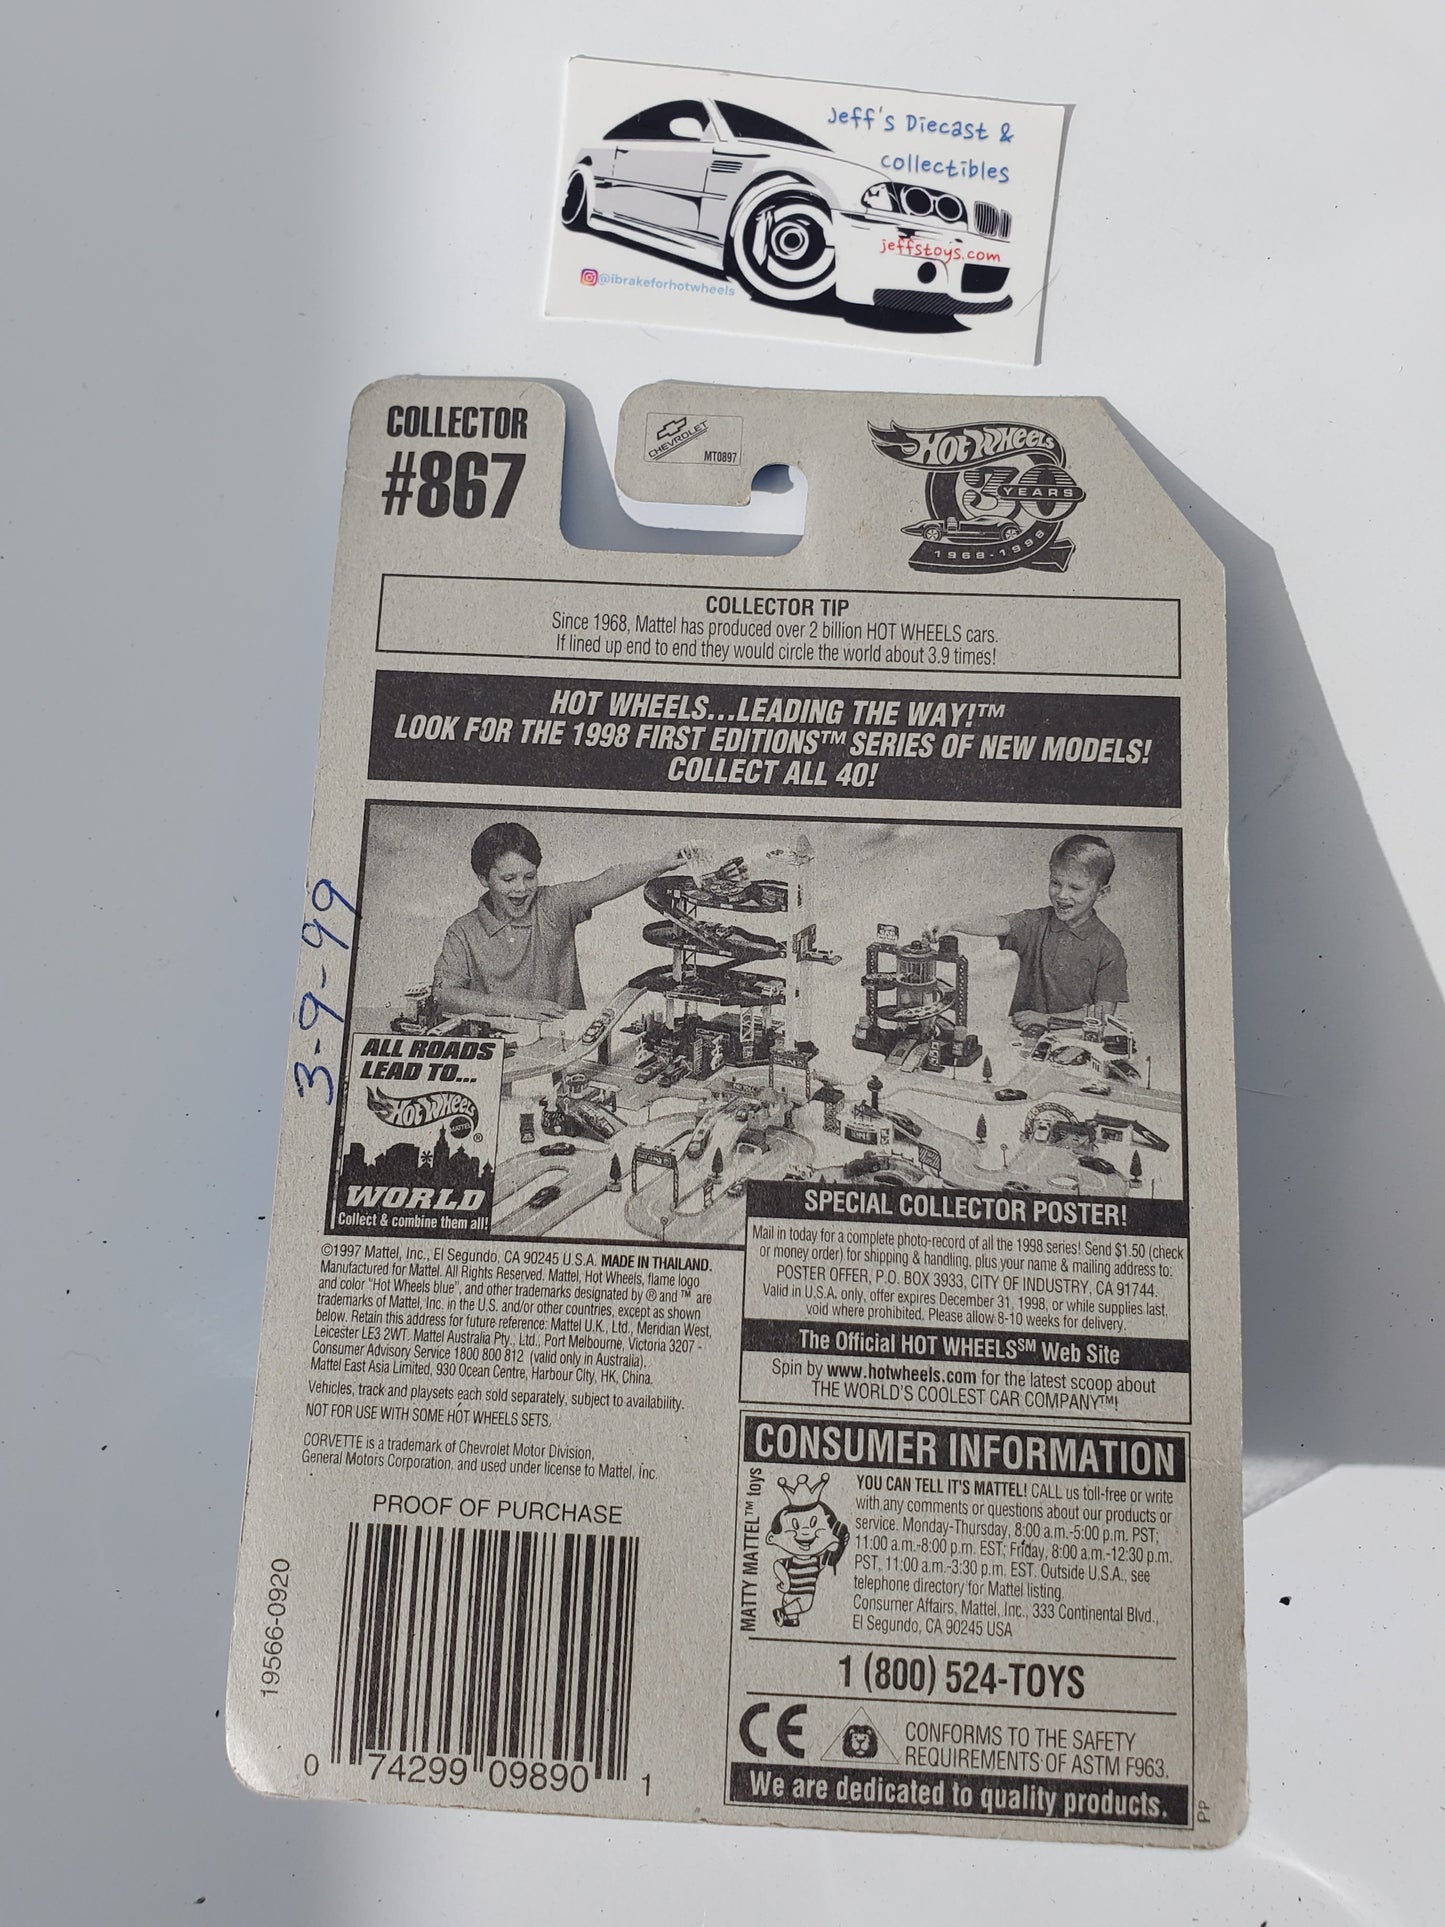 Jeff's Diecast &
collectibles
jeffstoys.com
@ibrakeforhotwheels
COLLECTOR
#867
CHEVROLET
MT0897
HOT WHEELS
30
YEARS
1968-1998
COLLECTOR TIP
Since 1968, Mattel has produced over 2 billion HOT WHEELS cars.
If lined up end to end they would circle the world about 3.9 times!
HOT WHEELS...LEADING THE WAY!™
LOOK FOR THE 1998 FIRST EDITIONS™ SERIES OF NEW MODELS!
COLLECT ALL 40!
3-9-99
ALL ROADS
LEAD TO...
HOT WHEELS
MATTEL
®
WORLD
Collect & combine them all!
SPECIAL COLLECTOR POSTER!
Mail in today for a complete photo-record of all the 1998 series! Send $1.50 (check
or money order) for shipping & handling, plus your name & mailing address to:
POSTER OFFER, P.O. BOX 3933, CITY OF INDUSTRY, CA 91744.
Valid in U.S.A. only, offer expires December 31, 1998, or while supplies last,
void where prohibited. Please allow 8-10 weeks for delivery.
The Official HOT WHEELS℠ Web Site
Spin by www.hotwheels.com for the latest scoop about
THE WORLD'S COOLEST CAR COMPANY™!
©1997 Mattel, Inc., El Segundo, CA 90245 U.S.A. MADE IN THAILAND.
Manufactured for Mattel. All Rights Reserved. Mattel, Hot Wheels, flame logo
and color "Hot Wheels blue", and other trademarks designated by ® and ™ are
trademarks of Mattel, Inc. in the U.S. and/or other countries, except as shown
below. Retain this address for future reference: Mattel U.K., Ltd., Meridian West,
Leicester LE3 2WT. Mattel Australia Pty., Ltd., Port Melbourne, Victoria 3207 -
Consumer Advisory Service 1800 800 812 (valid only in Australia).
Mattel East Asia Limited, 930 Ocean Centre, Harbour City, HK, China.
Vehicles, track and playsets each sold separately, subject to availability.
NOT FOR USE WITH SOME HOT WHEELS SETS.
CORVETTE is a trademark of Chevrolet Motor Division,
General Motors Corporation, and used under license to Mattel, Inc.
PROOF OF PURCHASE
19566-0920
0 74299 09890 1
CONSUMER INFORMATION
MATTY MATTEL™ toys
YOU CAN TELL IT'S MATTEL! CALL us toll-free or write
with any comments or questions about our products or
service. Monday-Thursday, 8:00 a.m.-5:00 p.m. PST;
11:00 a.m.-8:00 p.m. EST; Friday, 8:00 a.m.-12:30 p.m.
PST, 11:00 a.m.-3:30 p.m. EST. Outside U.S.A., see
telephone directory for Mattel listing.
Consumer Affairs, Mattel, Inc., 333 Continental Blvd.,
El Segundo, CA 90245 USA
1 (800) 524-TOYS
CE
CONFORMS TO THE SAFETY
REQUIREMENTS OF ASTM F963.
We are dedicated to quality products.
PP